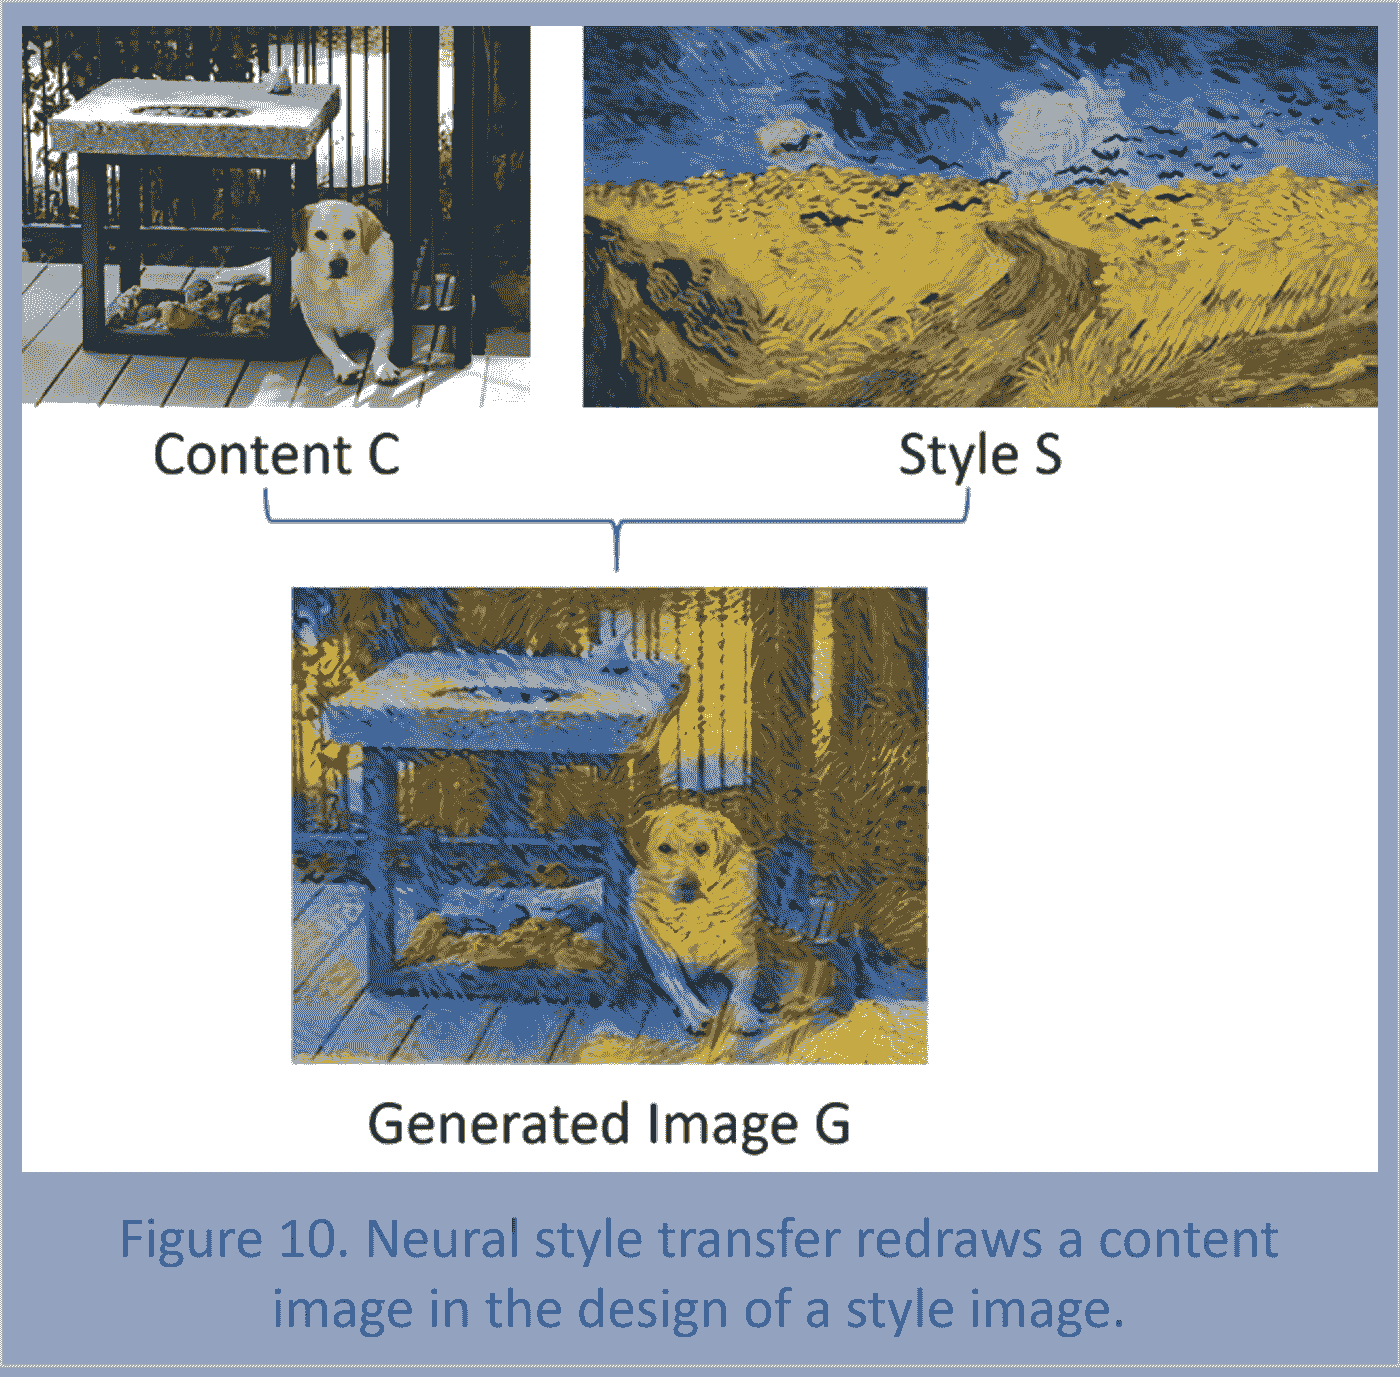 Content C
Style S
Generated Image G
Figure 10. Neural style transfer redraws a content
image in the design of a style image.